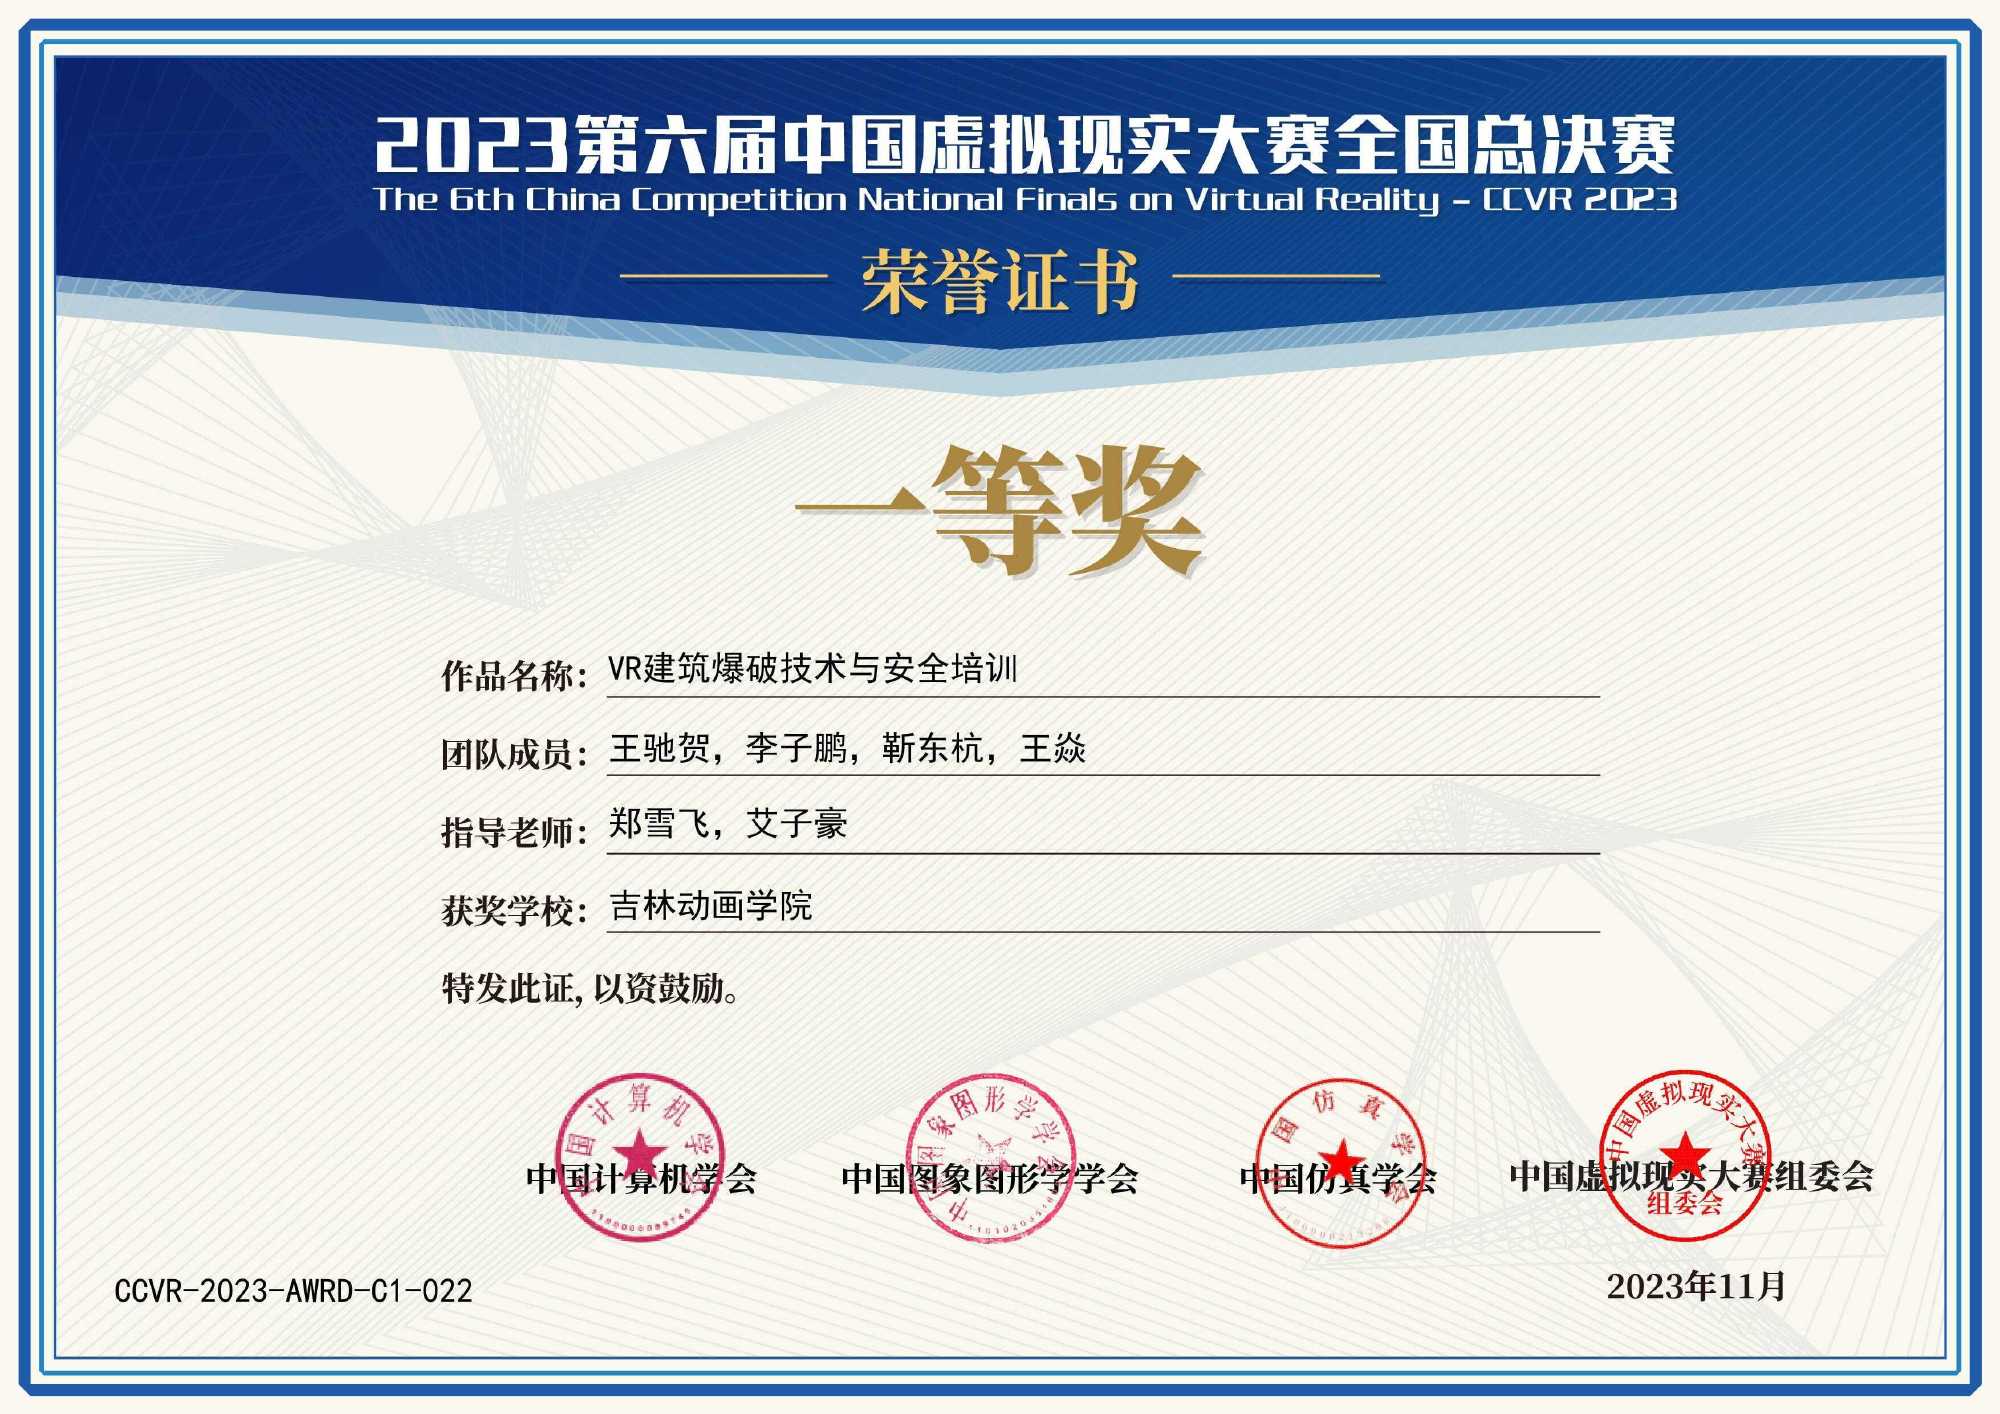 2023第六届中国虚拟现实大赛全国总决赛
The 6th China Competition National Finals on Virtual Reality - CCVR 2023
荣誉证书
一等奖
作品名称：VR建筑爆破技术与安全培训
团队成员：王驰贺，李子鹏，靳东杭，王焱
指导老师：郑雪飞，艾子豪
获奖学校：吉林动画学院
特发此证，以资鼓励。
中国计算机学会
中国图象图形学学会
中国仿真学会
中国虚拟现实大赛
组委会
中国计算机学会 中国图象图形学学会 中国仿真学会 中国虚拟现实大赛组委会
CCVR-2023-AWRD-C1-022
2023年11月